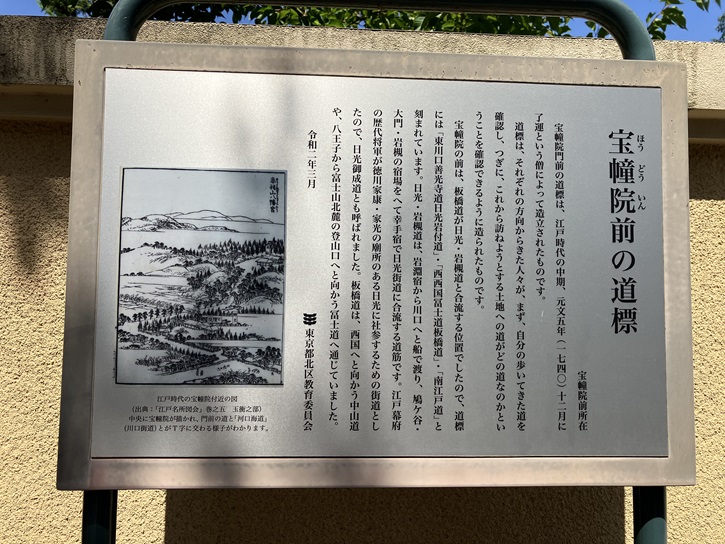 ほう どう いん
宝幢院前の道標
宝幢院前所在
宝幢院門前の道標は、江戸時代の中期、元文五年(一七四〇)十二月に
了運という僧によって造立されたものです。
道標は、それぞれの方向からきた人々が、まず、自分の歩いてきた道を
確認し、つぎに、これから訪ねようとする土地への道がどの道なのかとい
うことを確認できるように造られたものです。
宝幢院の前は、板橋道が日光・岩槻道と合流する位置でしたので、道標
には「東川口善光寺道日光岩付道」・「西西国富士道板橋道」・「南江戸道」と
刻まれています。日光・岩槻道は、岩淵宿から川口へと船で渡り、鳩ケ谷・
大門・岩槻の宿場をへて幸手宿で日光街道に合流する道筋です。江戸幕府
の歴代将軍が徳川家康・家光の廟所のある日光に社参するための街道とし
たので、日光御成道とも呼ばれました。板橋道は、西国へと向かう中山道
や、八王子から富士山北麓の登山口へと向かう富士道へ通じていました。
令和二年三月
東京都北区教育委員会
江戸時代の宝幢院付近の図
(出典:「江戸名所図会」巻之五 玉衡之部)
中央に宝幢院が描かれ、門前の道と「河口海道」
(川口街道)とがT字に交わる様子がわかります。